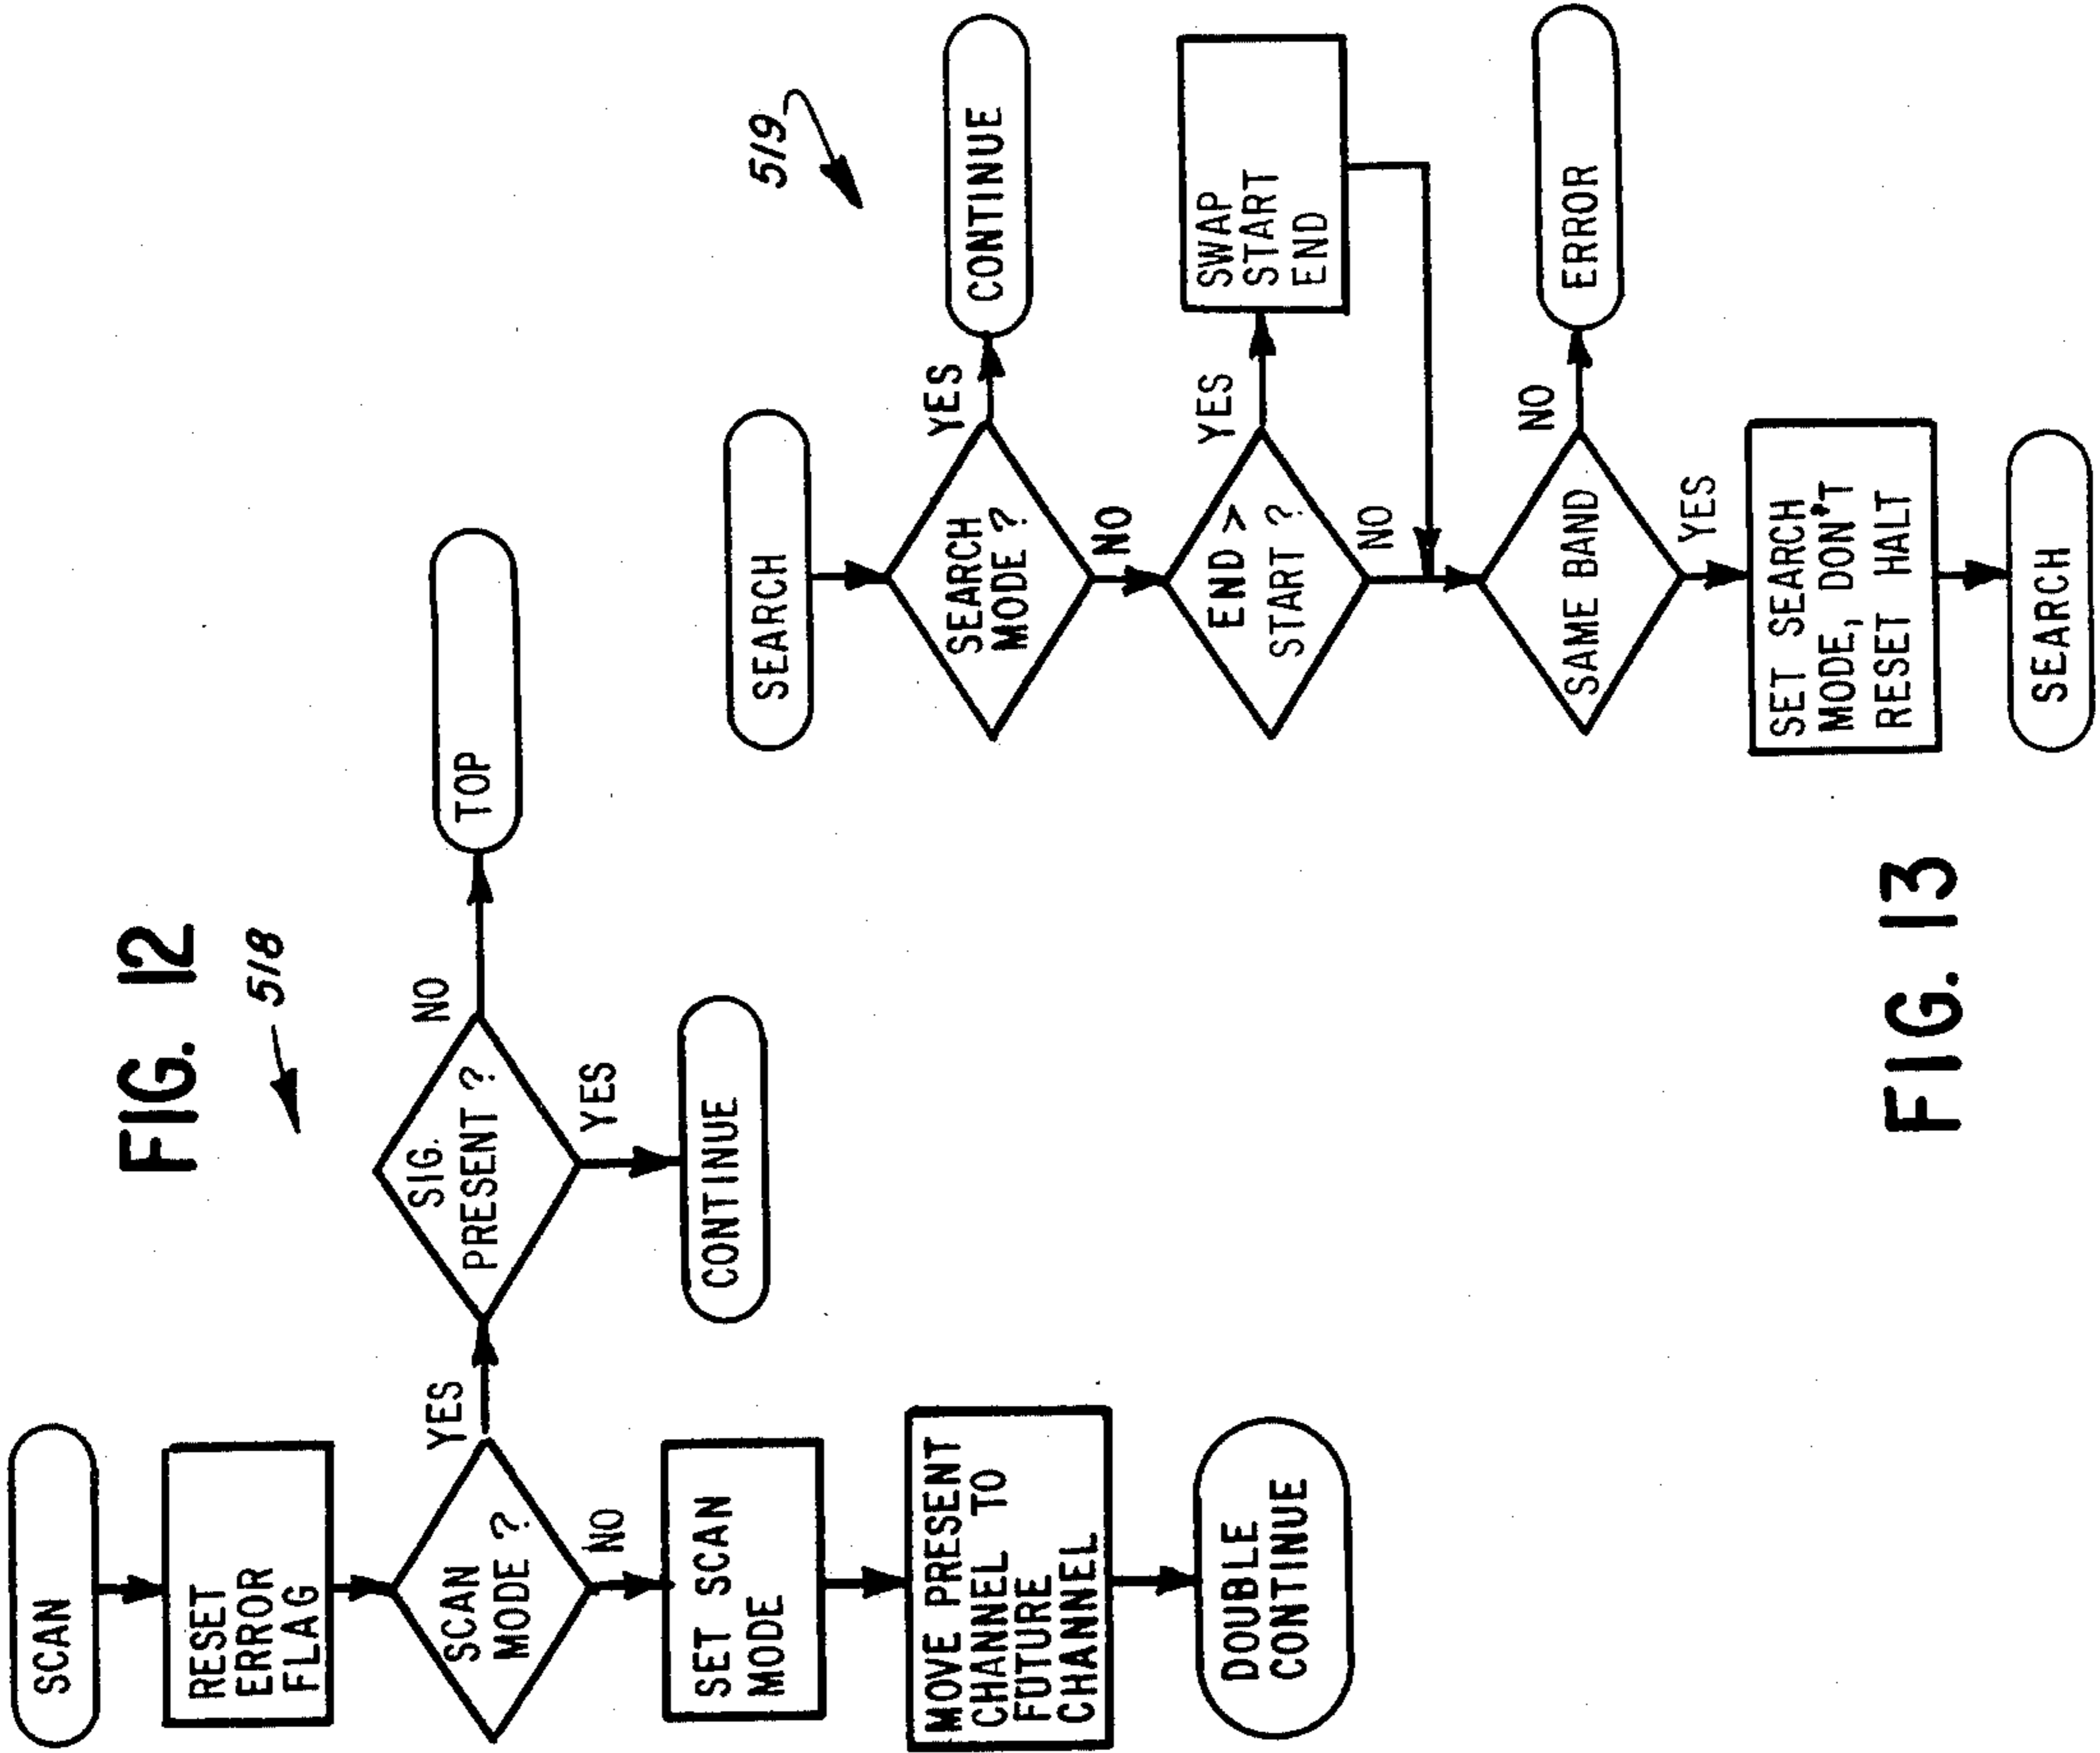 FIG. 12
518
SCAN
RESET
ERROR
FLAG
SCAN
MODE ?
YES
NO
SIG.
PRESENT ?
NO
TOP
YES
CONTINUE
SET SCAN
MODE
MOVE PRESENT
CHANNEL TO
FUTURE
CHANNEL
DOUBLE
CONTINUE
519
SEARCH
SEARCH
MODE ?
YES
CONTINUE
NO
END >
START ?
YES
SWAP
START
END
NO
SAME BAND
NO
ERROR
YES
SET SEARCH
MODE, DON'T
RESET HALT
SEARCH
FIG. 13